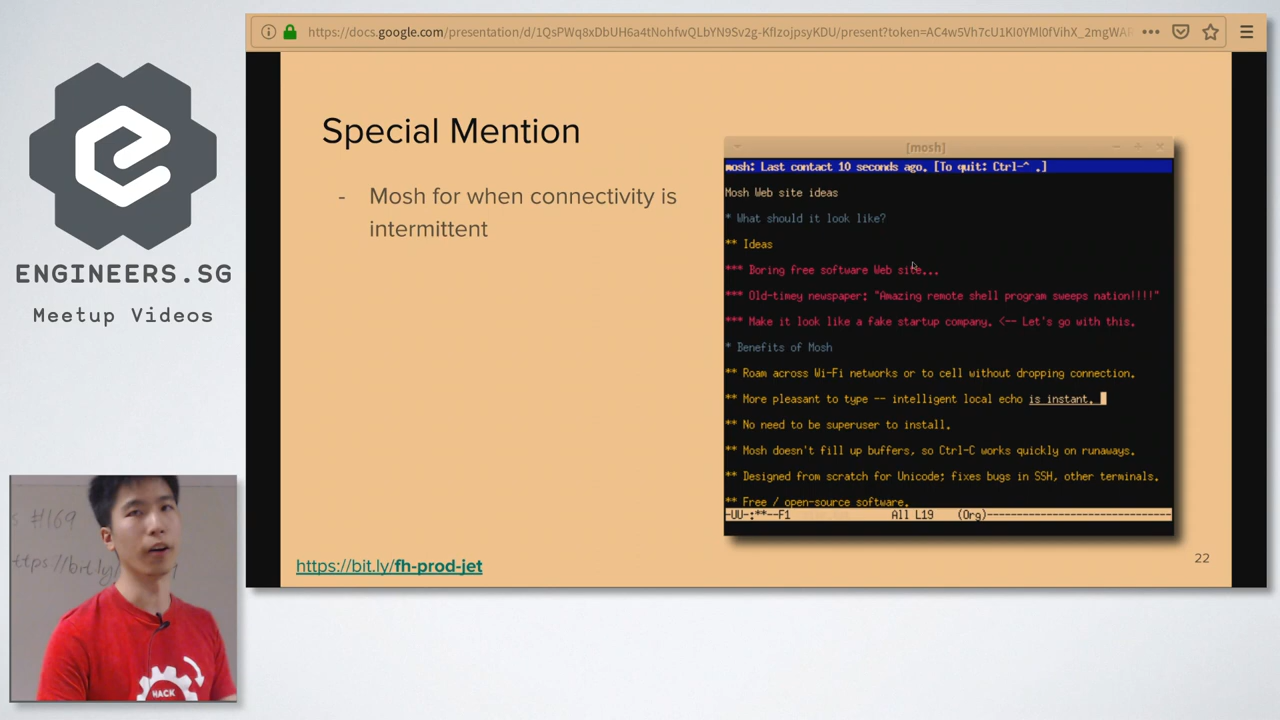 https://docs.google.com/presentation/d/1QsPWq8xDbUH6a4tNohfwQLbYN9Sv2g-KfIzojpsyKDU/present?token=AC4w5Vh7cU1KI0YMl0fVihX_2mgWA
Special Mention
- Mosh for when connectivity is
intermittent
[mosh]
mosh: Last contact 10 seconds ago. [To quit: Ctrl-^ .]
Mosh Web site ideas
* What should it look like?
** Ideas
*** Boring free software Web site...
*** Old-timey newspaper: "Amazing remote shell program sweeps nation!!!!"
*** Make it look like a fake startup company. <-- Let's go with this.
* Benefits of Mosh
** Roam across Wi-Fi networks or to cell without dropping connection.
** More pleasant to type -- intelligent local echo is instant.
** No need to be superuser to install.
** Mosh doesn't fill up buffers, so Ctrl-C works quickly on runaways.
** Designed from scratch for Unicode; fixes bugs in SSH, other terminals.
** Free / open-source software.
-UU-:**--F1 All L19 (Org)
https://bit.ly/fh-prod-jet
22
ENGINEERS.SG
Meetup Videos
#169
ttps://bit.ly/
HACK